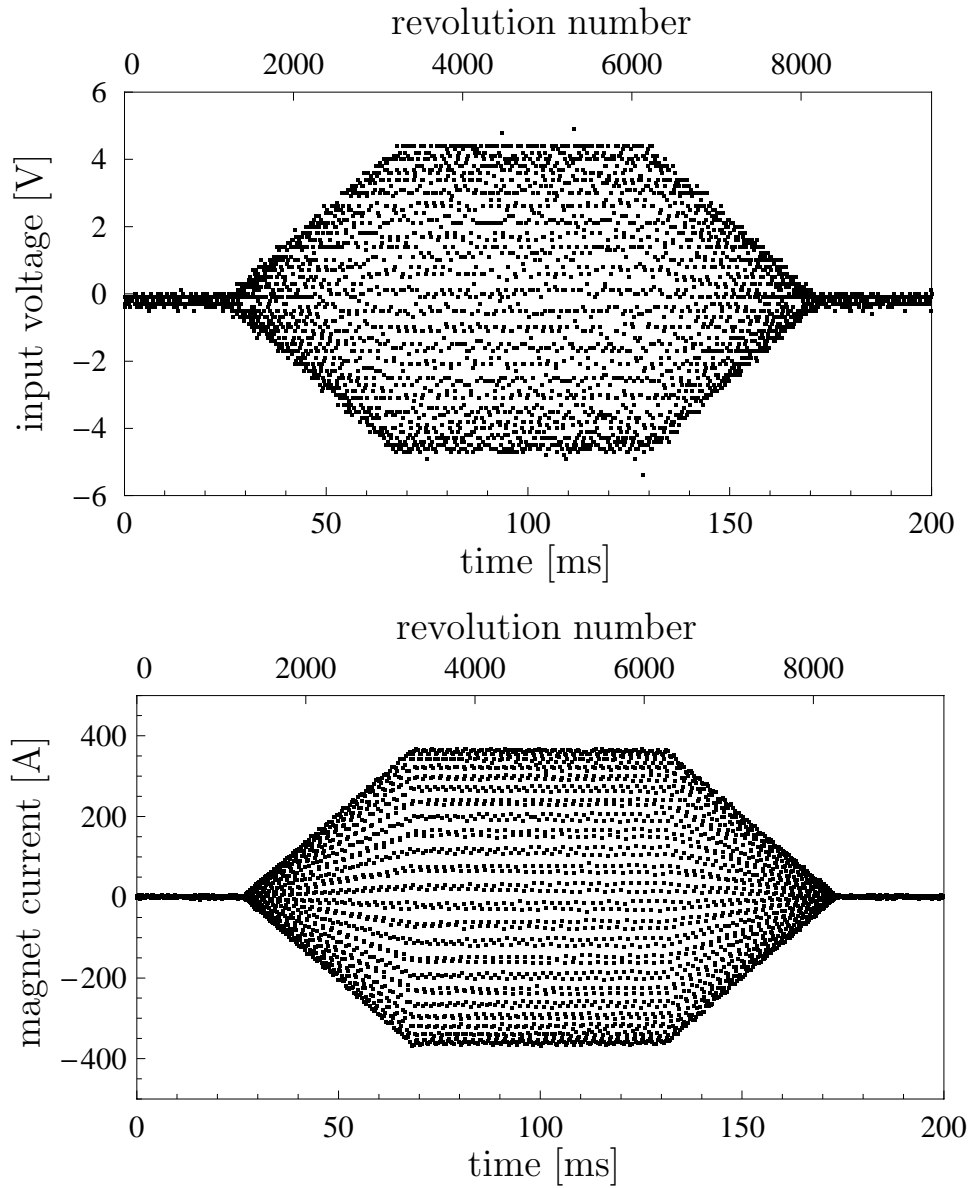 revolution number
0 2000 4000 6000 8000
6
4
2
0
−2
−4
−6
input voltage [V]
0 50 100 150 200
time [ms]
revolution number
0 2000 4000 6000 8000
400
200
0
−200
−400
magnet current [A]
0 50 100 150 200
time [ms]